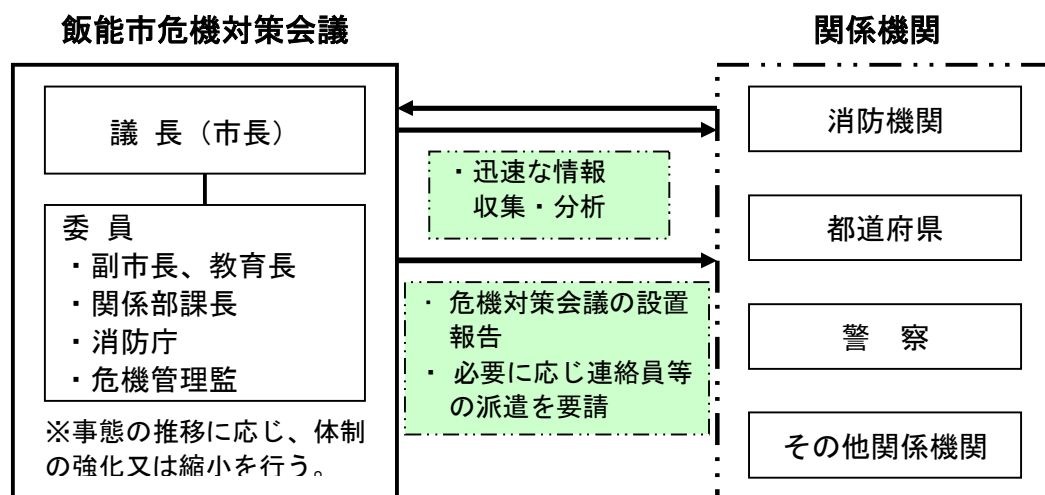 飯能市危機対策会議
関係機関
議 長（市長）
委 員
・副市長、教育長
・関係部課長
・消防庁
・危機管理監
※事態の推移に応じ、体制
の強化又は縮小を行う。
・迅速な情報
収集・分析
・ 危機対策会議の設置
報告
・ 必要に応じ連絡員等
の派遣を要請
消防機関
都道府県
警 察
その他関係機関